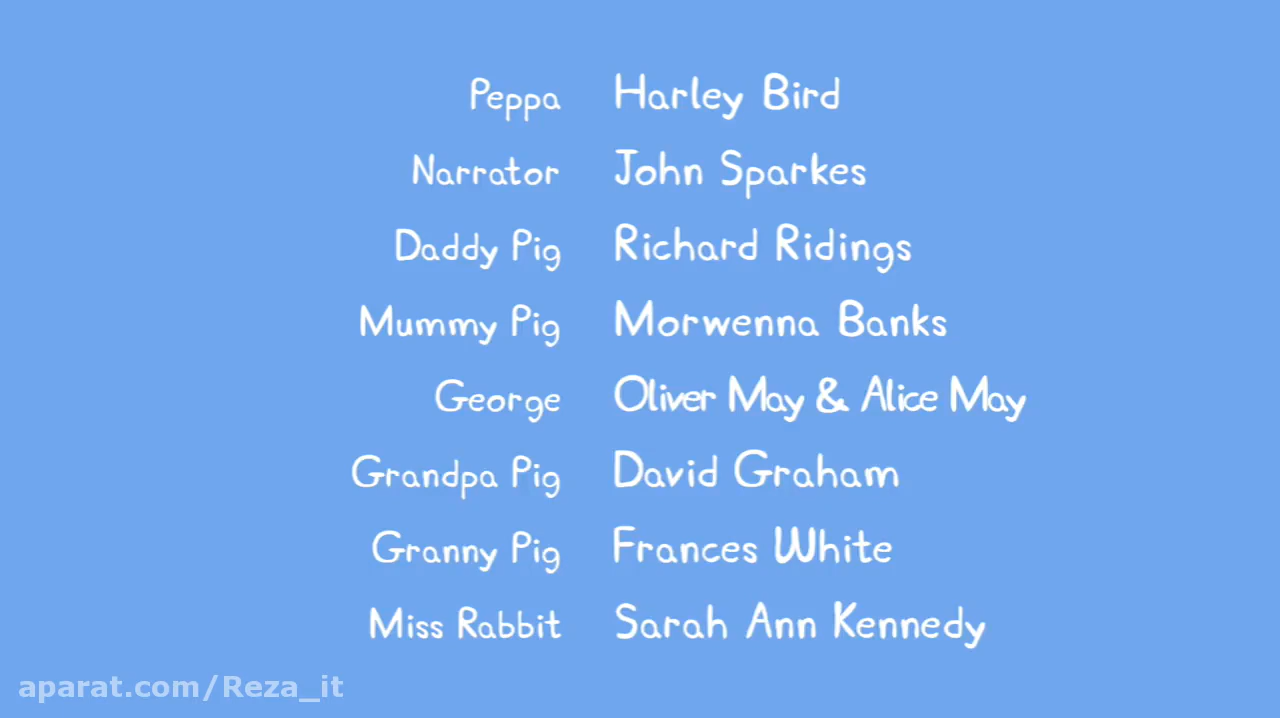 Peppa Harley Bird
Narrator John Sparkes
Daddy Pig Richard Ridings
Mummy Pig Morwenna Banks
George Oliver May & Alice May
Grandpa Pig David Graham
Granny Pig Frances White
Miss Rabbit Sarah Ann Kennedy
aparat.com/Reza_it